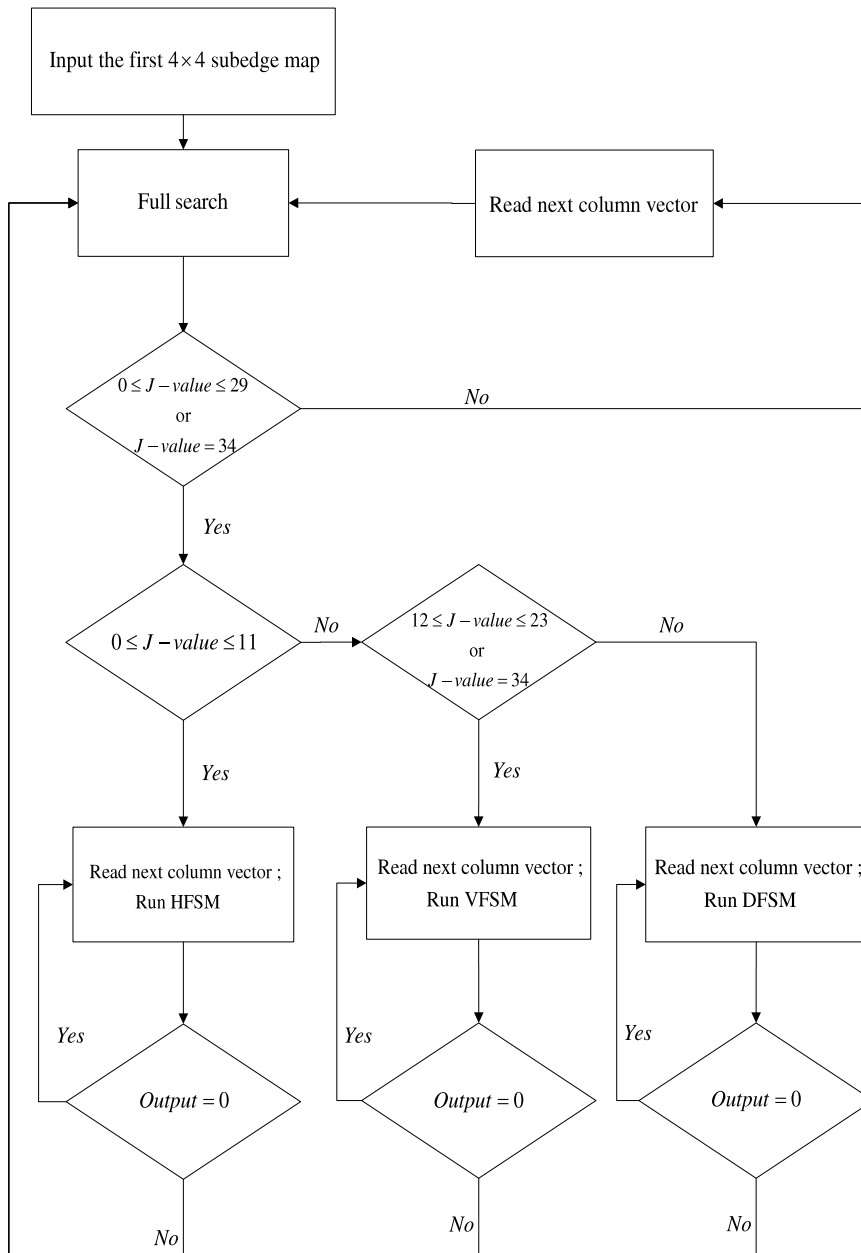 Input the first 4×4 subedge map
Full search
Read next column vector
0 ≤ J − value ≤ 29
or
J − value = 34
No
Yes
0 ≤ J − value ≤ 11
No
12 ≤ J − value ≤ 23
or
J − value = 34
No
Yes
Yes
Read next column vector ;
Run HFSM
Read next column vector ;
Run VFSM
Read next column vector ;
Run DFSM
Yes
Yes
Yes
Output = 0
Output = 0
Output = 0
No
No
No